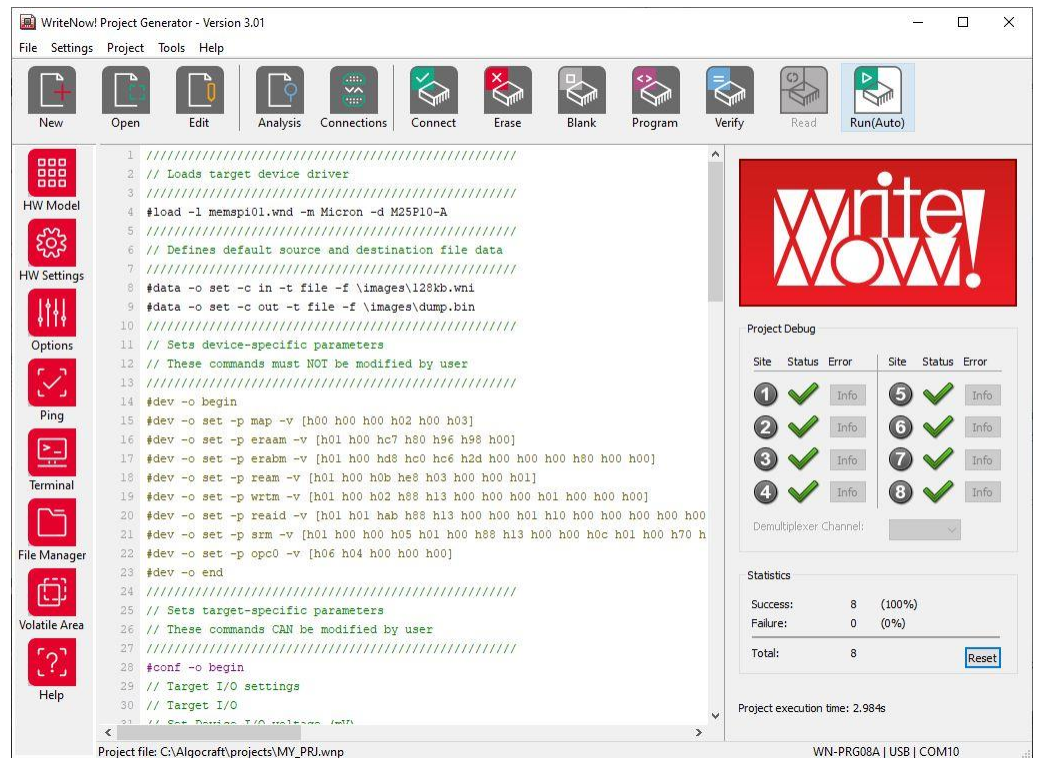 WriteNow! Project Generator - Version 3.01
File Settings Project Tools Help
New Open Edit Analysis Connections Connect Erase Blank Program Verify Read Run(Auto)
HW Model
HW Settings
Options
Ping
Terminal
File Manager
Volatile Area
Help
1 /////////////////////////////////////////////////////
2 // Loads target device driver
3 /////////////////////////////////////////////////////
4 #load -l memspi01.wnd -m Micron -d M25P10-A
5 /////////////////////////////////////////////////////
6 // Defines default source and destination file data
7 /////////////////////////////////////////////////////
8 #data -o set -c in -t file -f \images\128kb.wni
9 #data -o set -c out -t file -f \images\dump.bin
10 /////////////////////////////////////////////////////
11 // Sets device-specific parameters
12 // These commands must NOT be modified by user
13 /////////////////////////////////////////////////////
14 #dev -o begin
15 #dev -o set -p map -v [h00 h00 h00 h02 h00 h03]
16 #dev -o set -p eraam -v [h01 h00 hc7 h80 h96 h98 h00]
17 #dev -o set -p erabm -v [h01 h00 hd8 hc0 hc6 h2d h00 h00 h00 h80 h00 h00]
18 #dev -o set -p ream -v [h01 h00 h0b he8 h03 h00 h00 h01]
19 #dev -o set -p wrtm -v [h01 h00 h02 h88 h13 h00 h00 h00 h01 h00 h00 h00]
20 #dev -o set -p reaid -v [h01 h01 hab h88 h13 h00 h00 h01 h10 h00 h00 h00 h00 h00
21 #dev -o set -p srm -v [h01 h00 h00 h05 h01 h00 h88 h13 h00 h00 h0c h01 h00 h70 h
22 #dev -o set -p opc0 -v [h06 h04 h00 h00 h00]
23 #dev -o end
24 /////////////////////////////////////////////////////
25 // Sets target-specific parameters
26 // These commands CAN be modified by user
27 /////////////////////////////////////////////////////
28 #conf -o begin
29 // Target I/O settings
30 // Target I/O
31 // Set Device I/O voltage (mV)
Write
NOW!
Project Debug
Site Status Error Site Status Error
1 Info 5 Info
2 Info 6 Info
3 Info 7 Info
4 Info 8 Info
Demultiplexer Channel:
Statistics
Success: 8 (100%)
Failure: 0 (0%)
Total: 8
Reset
Project execution time: 2.984s
Project file: C:\Algocraft\projects\MY_PRJ.wnp
WN-PRG08A | USB | COM10